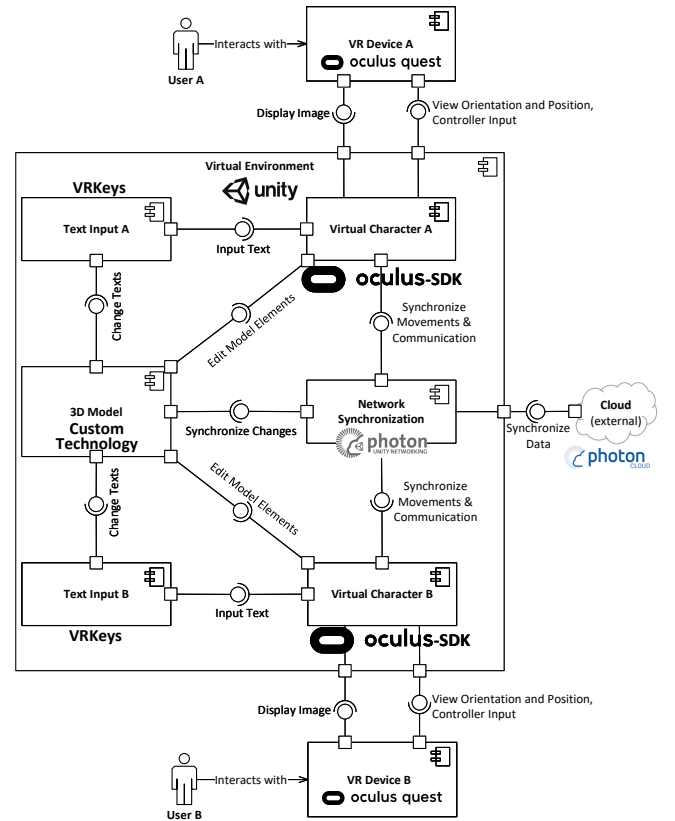 VR Device A
oculus quest
Interacts with
User A
Display Image
View Orientation and Position,
Controller Input
Virtual Environment
unity
VRKeys
Text Input A
Input Text
Virtual Character A
oculus-SDK
Change Texts
Edit Model Elements
Synchronize
Movements &
Communication
3D Model
Custom
Technology
Synchronize Changes
Network
Synchronization
photon
UNITY NETWORKING
Synchronize
Data
Cloud
(external)
photon
CLOUD
Change Texts
Edit Model Elements
Synchronize
Movements &
Communication
Text Input B
Input Text
Virtual Character B
VRKeys
oculus-SDK
Display Image
View Orientation and Position,
Controller Input
Interacts with
User B
VR Device B
oculus quest